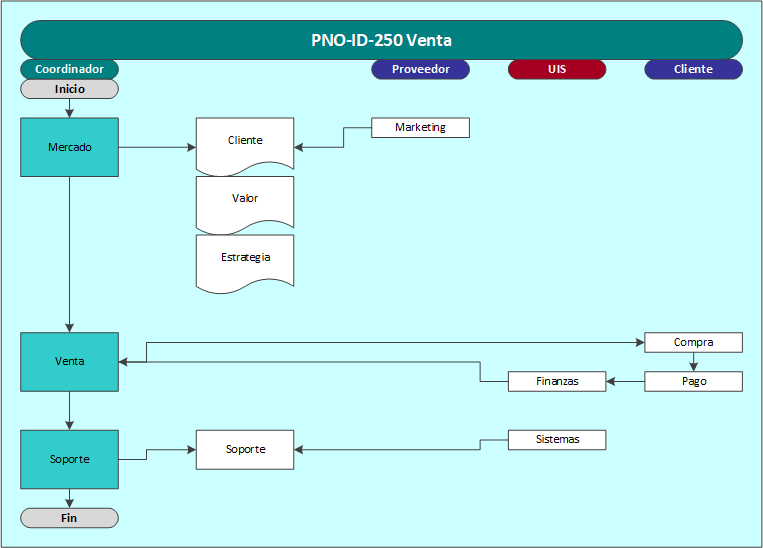 PNO-ID-250 Venta
Coordinador
Proveedor
UIS
Cliente
Inicio
Mercado
Cliente
Marketing
Valor
Estrategia
Venta
Compra
Finanzas
Pago
Soporte
Soporte
Sistemas
Fin